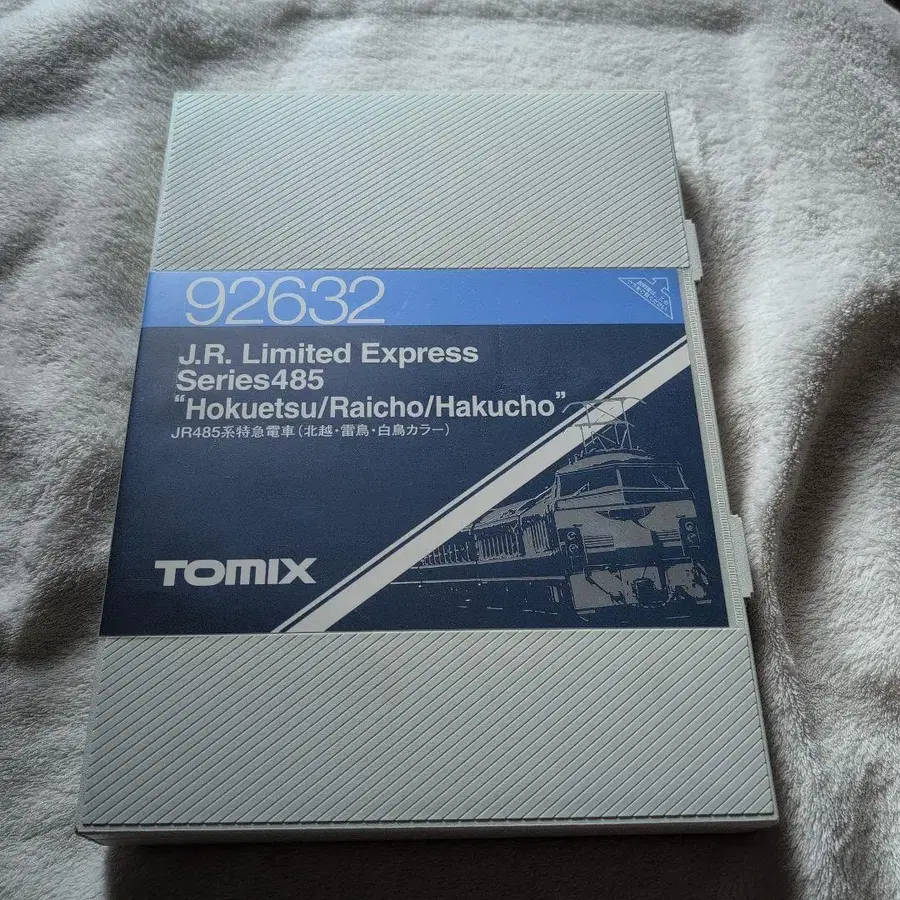 92632
J.R. Limited Express
Series485
"Hokuetsu/Raicho/Hakucho"
JR485系特急電車(北越・雷鳥・白鳥カラー)
TOMIX